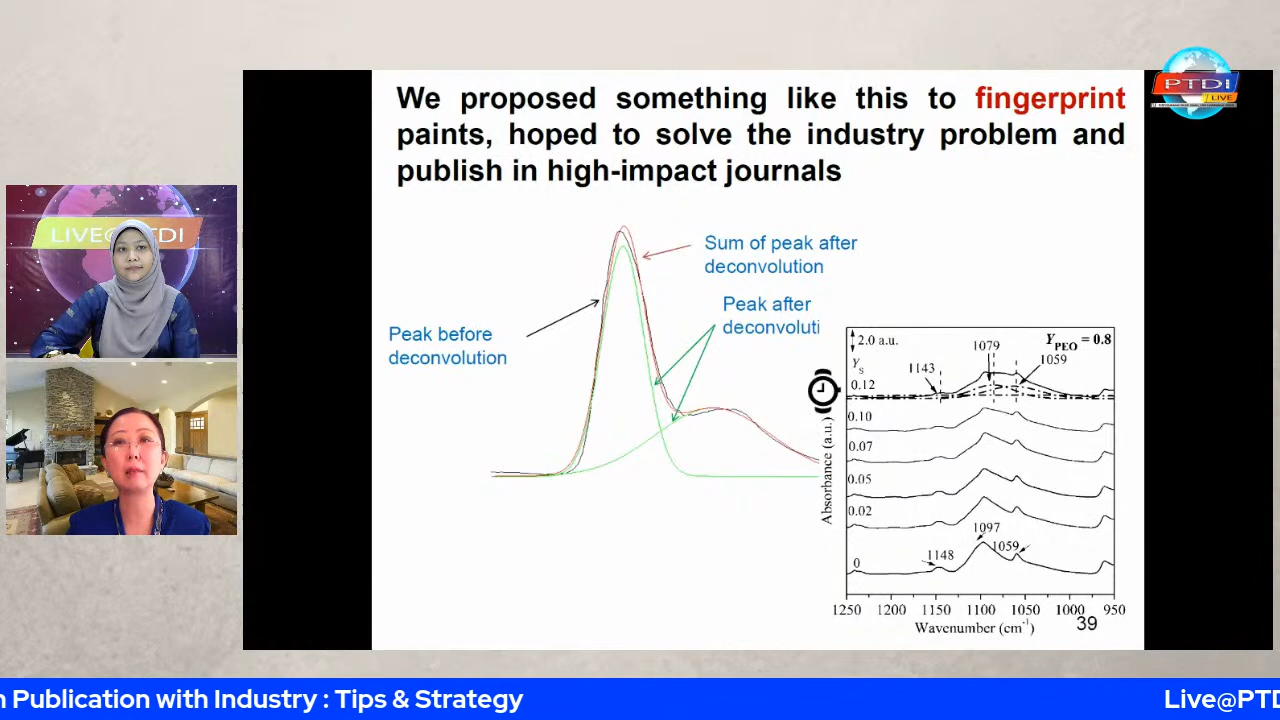 We proposed something like this to fingerprint
paints, hoped to solve the industry problem and
publish in high-impact journals
PTDI
LIVE
LIVE@PTDI
Sum of peak after
deconvolution
Peak after
deconvoluti
Peak before
deconvolution
2.0 a.u.
Y PEO = 0.8
1079
1059
1143
Y S
0.12
0.10
0.07
0.05
0.02
0
1097
1059
1148
Absorbance (a.u.)
1250 1200 1150 1100 1050 1000 950
Wavenumber (cm-1)
39
n Publication with Industry : Tips & Strategy
Live@PTD